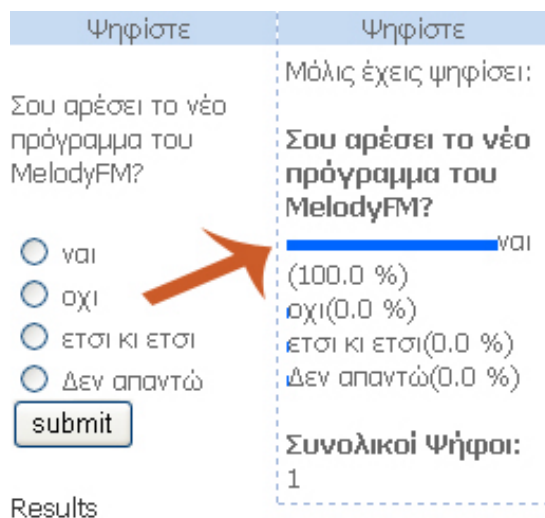 Ψηφίστε
Σου αρέσει το νέο
πρόγραμμα του
MelodyFM?
ναι
οχι
ετσι κι ετσι
Δεν απαντώ
submit
Results
Ψηφίστε
Μόλις έχεις ψηφίσει:
Σου αρέσει το νέο
πρόγραμμα του
MelodyFM?
ναι
(100.0 %)
οχι(0.0 %)
ετσι κι ετσι(0.0 %)
Δεν απαντώ(0.0 %)
Συνολικοί Ψήφοι:
1